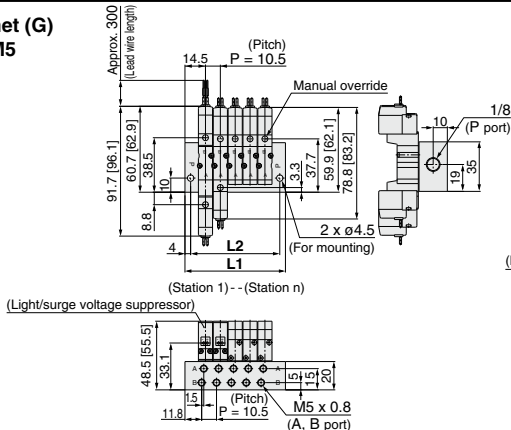 et (G)
M5
Approx. 300
(Lead wire length)
14.5
(Pitch)
P = 10.5
Manual override
91.7 [96.1]
60.7 [62.9]
38.5
10
8.8
P
P
3.3
37.7
59.9 [62.1]
78.8 [83.2]
4
L2
L1
2 x ø4.5
(For mounting)
10
1/8
(P port)
19
35
(Station 1) - - (Station n)
(Light/surge voltage suppressor)
48.5 [55.5]
33.1
A
A
B
B
1.5
11.8
(Pitch)
P = 10.5
5
15
20
M5 x 0.8
(A, B port)